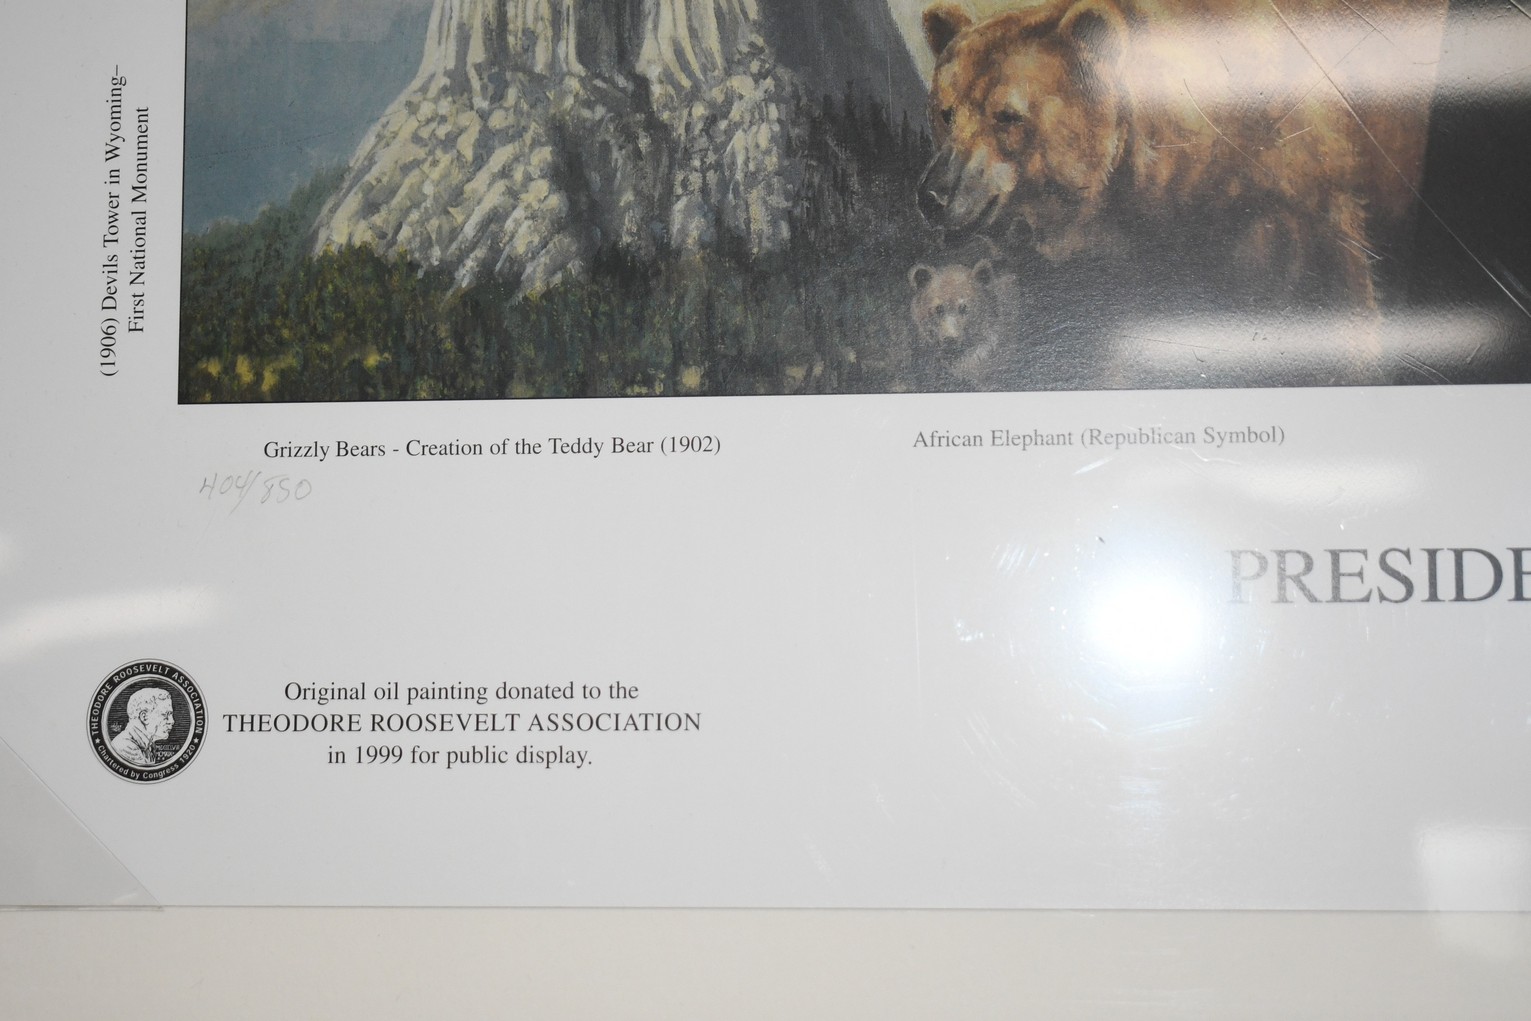 (1906) Devils Tower in Wyoming–
First National Monument
Grizzly Bears - Creation of the Teddy Bear (1902)
African Elephant (Republican Symbol)
404/850
PRESIDE
THEODORE ROOSEVELT ASSOCIATION
Chartered by Congress 1920
Original oil painting donated to the
THEODORE ROOSEVELT ASSOCIATION
in 1999 for public display.